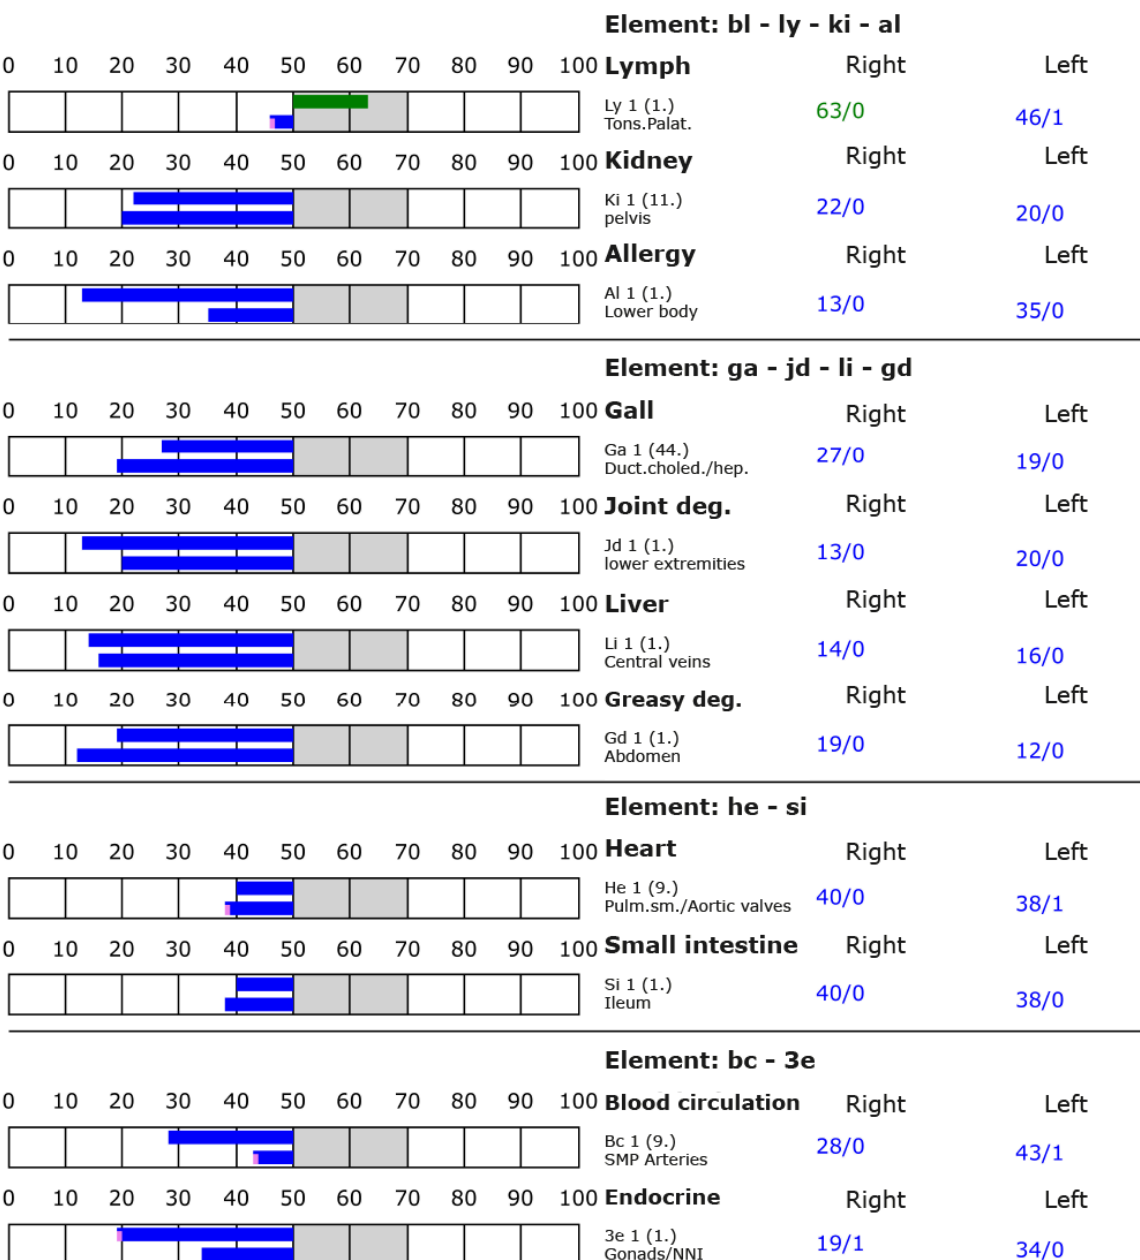 Element: bl - ly - ki - al
0 10 20 30 40 50 60 70 80 90 100 Lymph Right Left
Ly 1 (1.) 63/0 46/1
Tons.Palat.
0 10 20 30 40 50 60 70 80 90 100 Kidney Right Left
Ki 1 (11.) 22/0 20/0
pelvis
0 10 20 30 40 50 60 70 80 90 100 Allergy Right Left
Al 1 (1.) 13/0 35/0
Lower body
Element: ga - jd - li - gd
0 10 20 30 40 50 60 70 80 90 100 Gall Right Left
Ga 1 (44.) 27/0 19/0
Duct.choled./hep.
0 10 20 30 40 50 60 70 80 90 100 Joint deg. Right Left
Jd 1 (1.) 13/0 20/0
lower extremities
0 10 20 30 40 50 60 70 80 90 100 Liver Right Left
Li 1 (1.) 14/0 16/0
Central veins
0 10 20 30 40 50 60 70 80 90 100 Greasy deg. Right Left
Gd 1 (1.) 19/0 12/0
Abdomen
Element: he - si
0 10 20 30 40 50 60 70 80 90 100 Heart Right Left
He 1 (9.) 40/0 38/1
Pulm.sm./Aortic valves
0 10 20 30 40 50 60 70 80 90 100 Small intestine Right Left
Si 1 (1.) 40/0 38/0
Ileum
Element: bc - 3e
0 10 20 30 40 50 60 70 80 90 100 Blood circulation Right Left
Bc 1 (9.) 28/0 43/1
SMP Arteries
0 10 20 30 40 50 60 70 80 90 100 Endocrine Right Left
3e 1 (1.) 19/1 34/0
Gonads/NNI